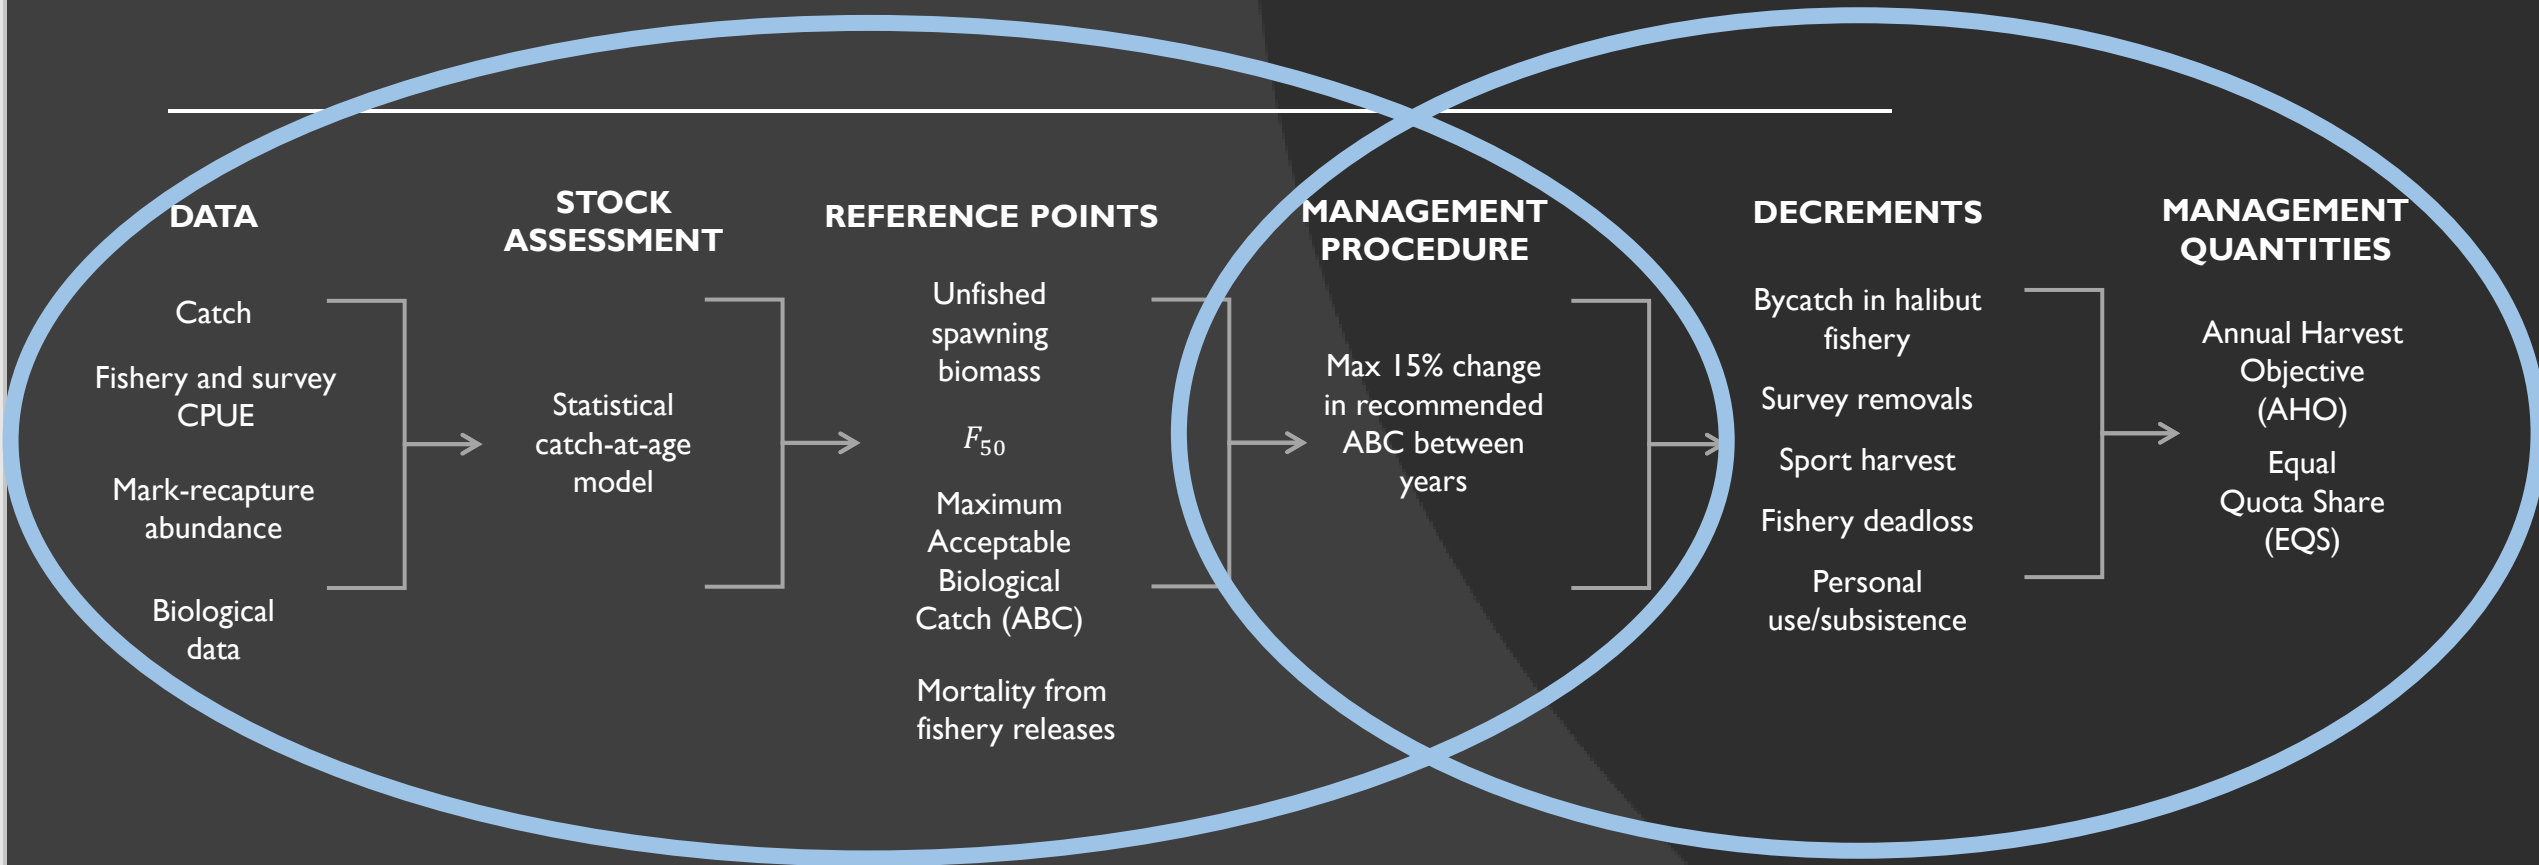 DATA
Catch
Fishery and survey
CPUE
Mark-recapture
abundance
Biological
data
STOCK
ASSESSMENT
Statistical
catch-at-age
model
REFERENCE POINTS
Unfished
spawning
biomass
F₅₀
Maximum
Acceptable
Biological
Catch (ABC)
Mortality from
fishery releases
MANAGEMENT
PROCEDURE
Max 15% change
in recommended
ABC between
years
DECREMENTS
Bycatch in halibut
fishery
Survey removals
Sport harvest
Fishery deadloss
Personal
use/subsistence
MANAGEMENT
QUANTITIES
Annual Harvest
Objective
(AHO)
Equal
Quota Share
(EQS)